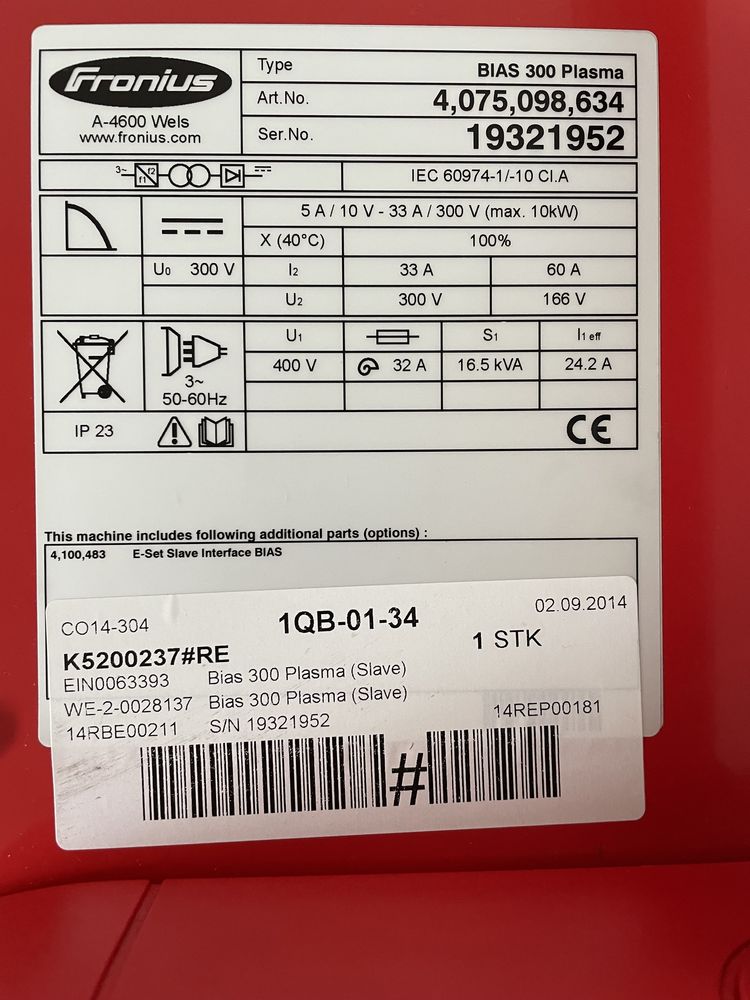 Fronius
A-4600 Wels
www.fronius.com
Type BIAS 300 Plasma
Art.No. 4,075,098,634
Ser.No. 19321952
3~ f1 f2 IEC 60974-1/-10 Cl.A
5 A / 10 V - 33 A / 300 V (max. 10kW)
X (40°C) 100%
U0 300 V I2 33 A 60 A
U2 300 V 166 V
U1 S1 I1 eff
400 V 32 A 16.5 kVA 24.2 A
3~
50-60Hz
IP 23 CE
This machine includes following additional parts (options) :
4,100,483 E-Set Slave Interface BIAS
CO14-304 1QB-01-34 02.09.2014
K5200237#RE 1 STK
EIN0063393 Bias 300 Plasma (Slave)
WE-2-0028137 Bias 300 Plasma (Slave)
14RBE00211 S/N 19321952 14REP00181
#